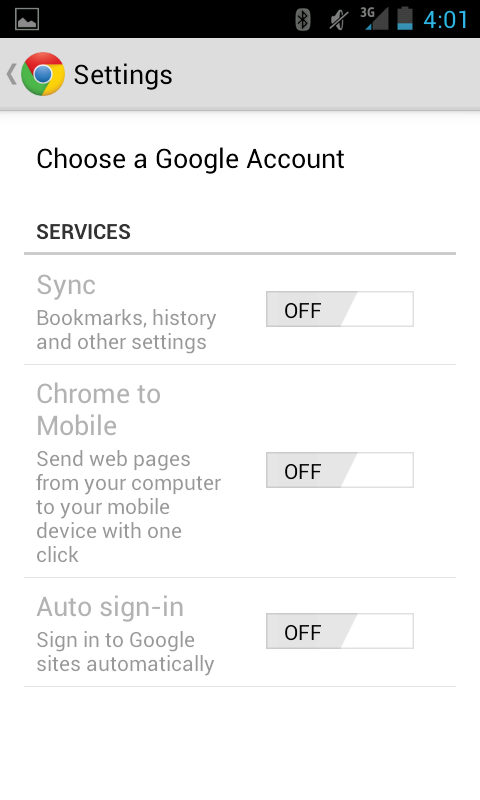 3G 4:01
Settings
Choose a Google Account
SERVICES
Sync
Bookmarks, history
and other settings
OFF
Chrome to
Mobile
Send web pages
from your computer
to your mobile
device with one
click
OFF
Auto sign-in
Sign in to Google
sites automatically
OFF